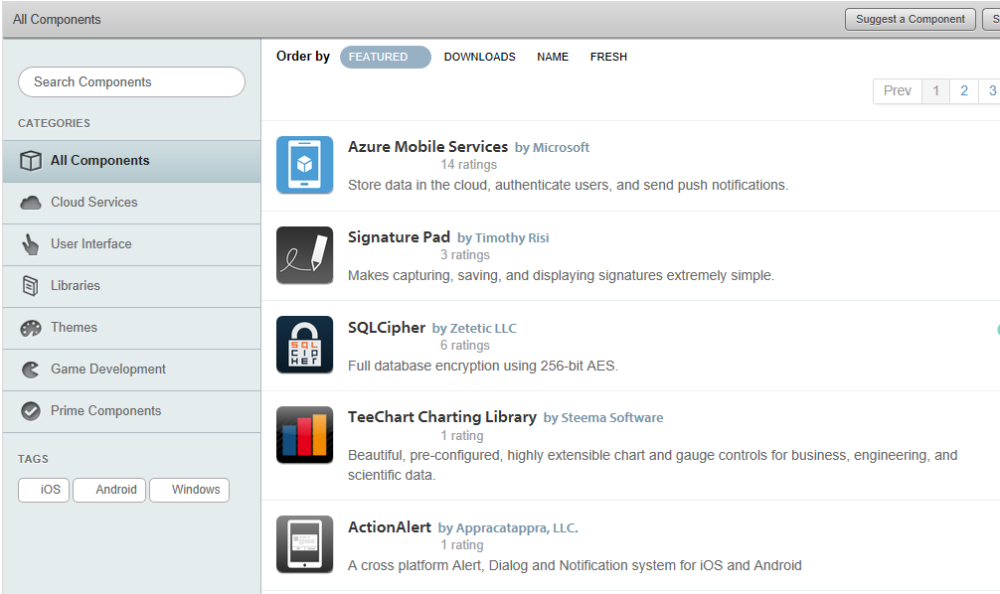 All Components
Suggest a Component
S
Search Components
CATEGORIES
All Components
Cloud Services
User Interface
Libraries
Themes
Game Development
Prime Components
TAGS
iOS
Android
Windows
Order by
FEATURED
DOWNLOADS
NAME
FRESH
Prev
1
2
3
Azure Mobile Services by Microsoft
14 ratings
Store data in the cloud, authenticate users, and send push notifications.
Signature Pad by Timothy Risi
3 ratings
Makes capturing, saving, and displaying signatures extremely simple.
SQL
CIP
HER
SQLCipher by Zetetic LLC
6 ratings
Full database encryption using 256-bit AES.
TeeChart Charting Library by Steema Software
1 rating
Beautiful, pre-configured, highly extensible chart and gauge controls for business, engineering, and
scientific data.
ActionAlert by Appracatappra, LLC.
1 rating
A cross platform Alert, Dialog and Notification system for iOS and Android